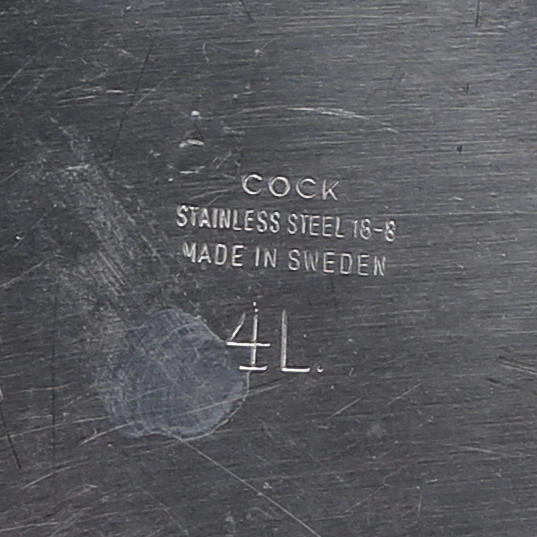 COCK
STAINLESS STEEL 18-8
MADE IN SWEDEN
4L.